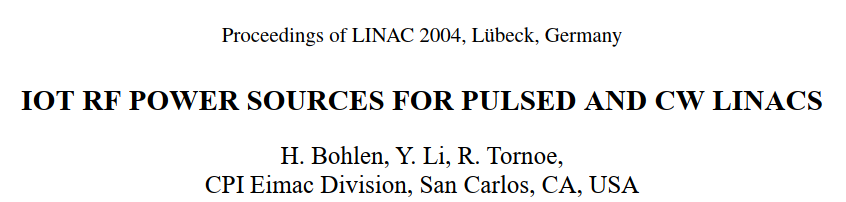 Proceedings of LINAC 2004, Lübeck, Germany
IOT RF POWER SOURCES FOR PULSED AND CW LINACS
H. Bohlen, Y. Li, R. Tornoe,
CPI Eimac Division, San Carlos, CA, USA